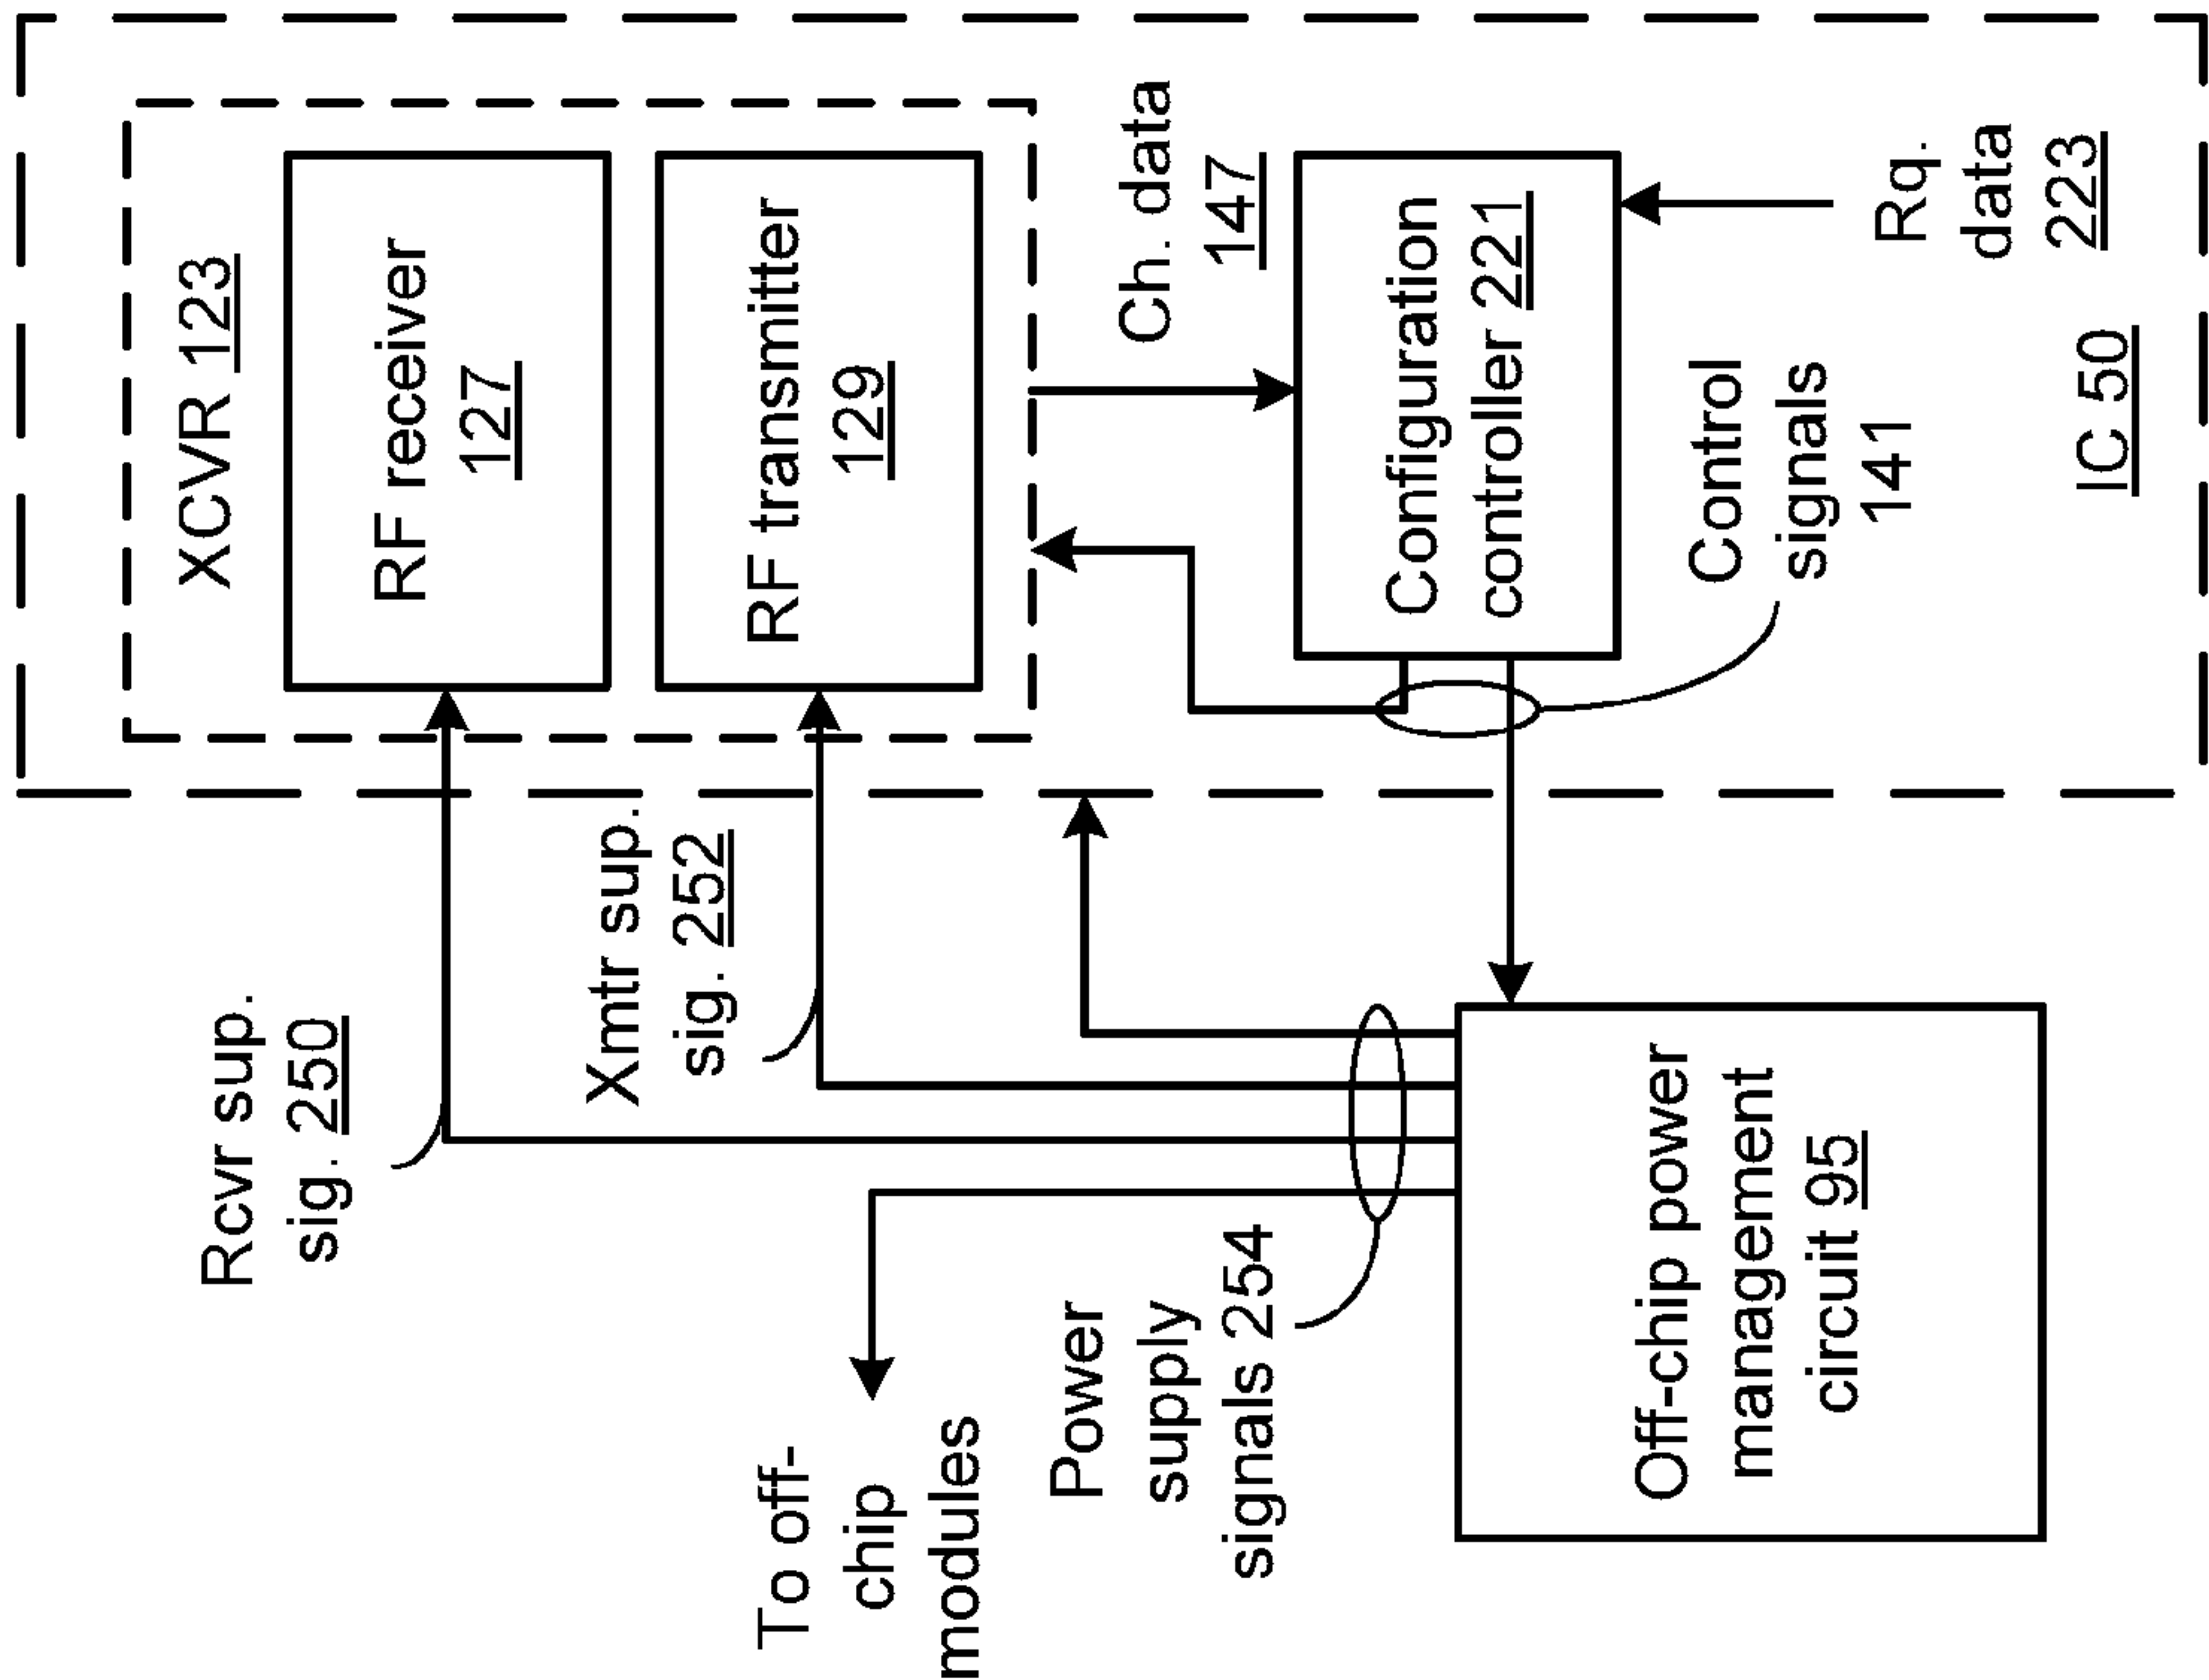 Rcvr sup.
sig. 250
XCVR 123
RF receiver
127
Xmtr sup.
sig. 252
RF transmitter
129
To off-
chip
modules
Ch. data
147
Power
supply
signals 254
Configuration
controller 221
Off-chip power
management
circuit 95
Control
signals
141
Rq.
data
223
IC 50